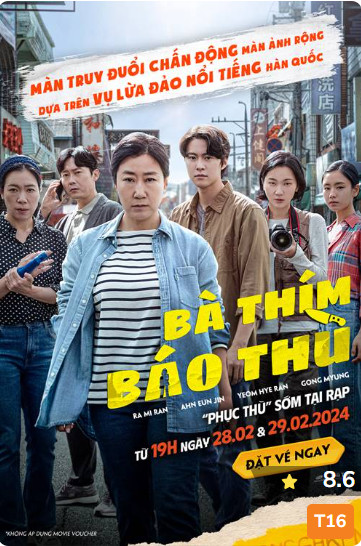 MÀN TRUY ĐUỔI CHẤN ĐỘNG MÀN ẢNH RỘNG
DỰA TRÊN VỤ LỪA ĐẢO NỔI TIẾNG HÀN QUỐC
BÀ THÍM
BÁO THÙ
RA MI RAN AHN EUN JIN YEOM HYE RAN GONG MYUNG
“PHỤC THÙ” SỚM TẠI RẠP
TỪ 19H NGÀY 28.02 & 29.02.2024
ĐẶT VÉ NGAY
8.6
T16
*KHÔNG ÁP DỤNG MOVIE VOUCHER